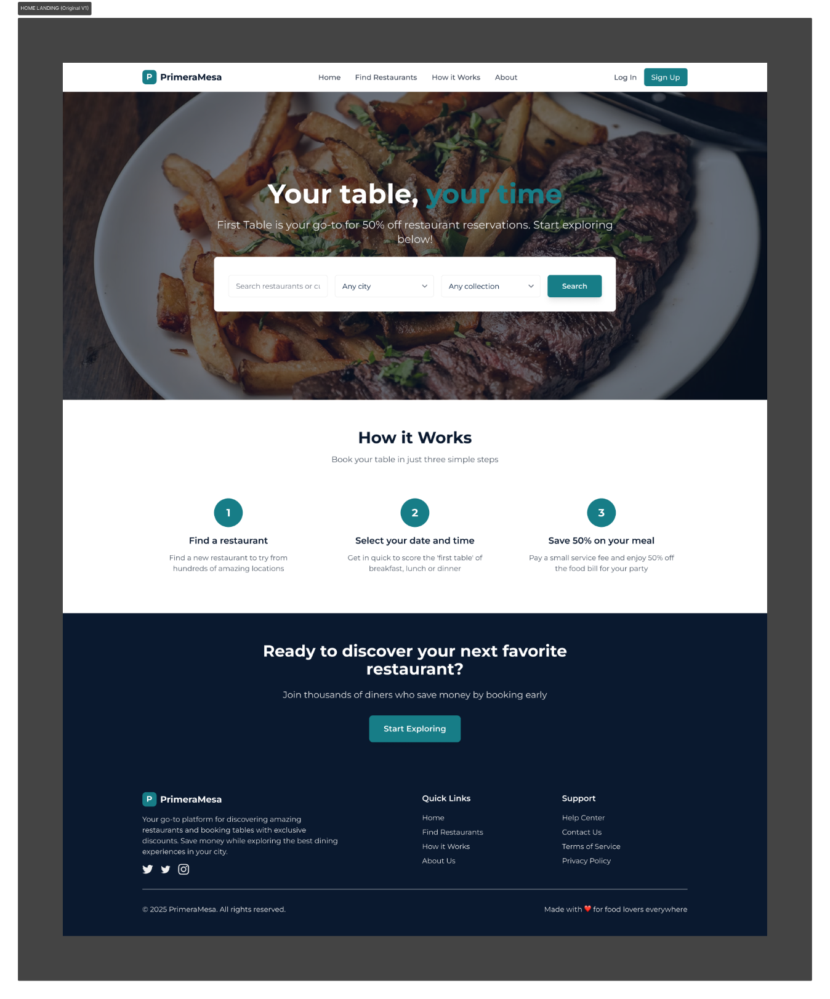 HOME LANDING (Original V1)
P PrimeraMesa
Home Find Restaurants How it Works About
Log In Sign Up
Your table, your time
First Table is your go-to for 50% off restaurant reservations. Start exploring
below!
Search restaurants or cu
Any city
Any collection
Search
How it Works
Book your table in just three simple steps
1
Find a restaurant
Find a new restaurant to try from
hundreds of amazing locations
2
Select your date and time
Get in quick to score the 'first table' of
breakfast, lunch or dinner
3
Save 50% on your meal
Pay a small service fee and enjoy 50% off
the food bill for your party
Ready to discover your next favorite
restaurant?
Join thousands of diners who save money by booking early
Start Exploring
P PrimeraMesa
Your go-to platform for discovering amazing
restaurants and booking tables with exclusive
discounts. Save money while exploring the best dining
experiences in your city.
Quick Links
Home
Find Restaurants
How it Works
About Us
Support
Help Center
Contact Us
Terms of Service
Privacy Policy
© 2025 PrimeraMesa. All rights reserved.
Made with ❤️ for food lovers everywhere